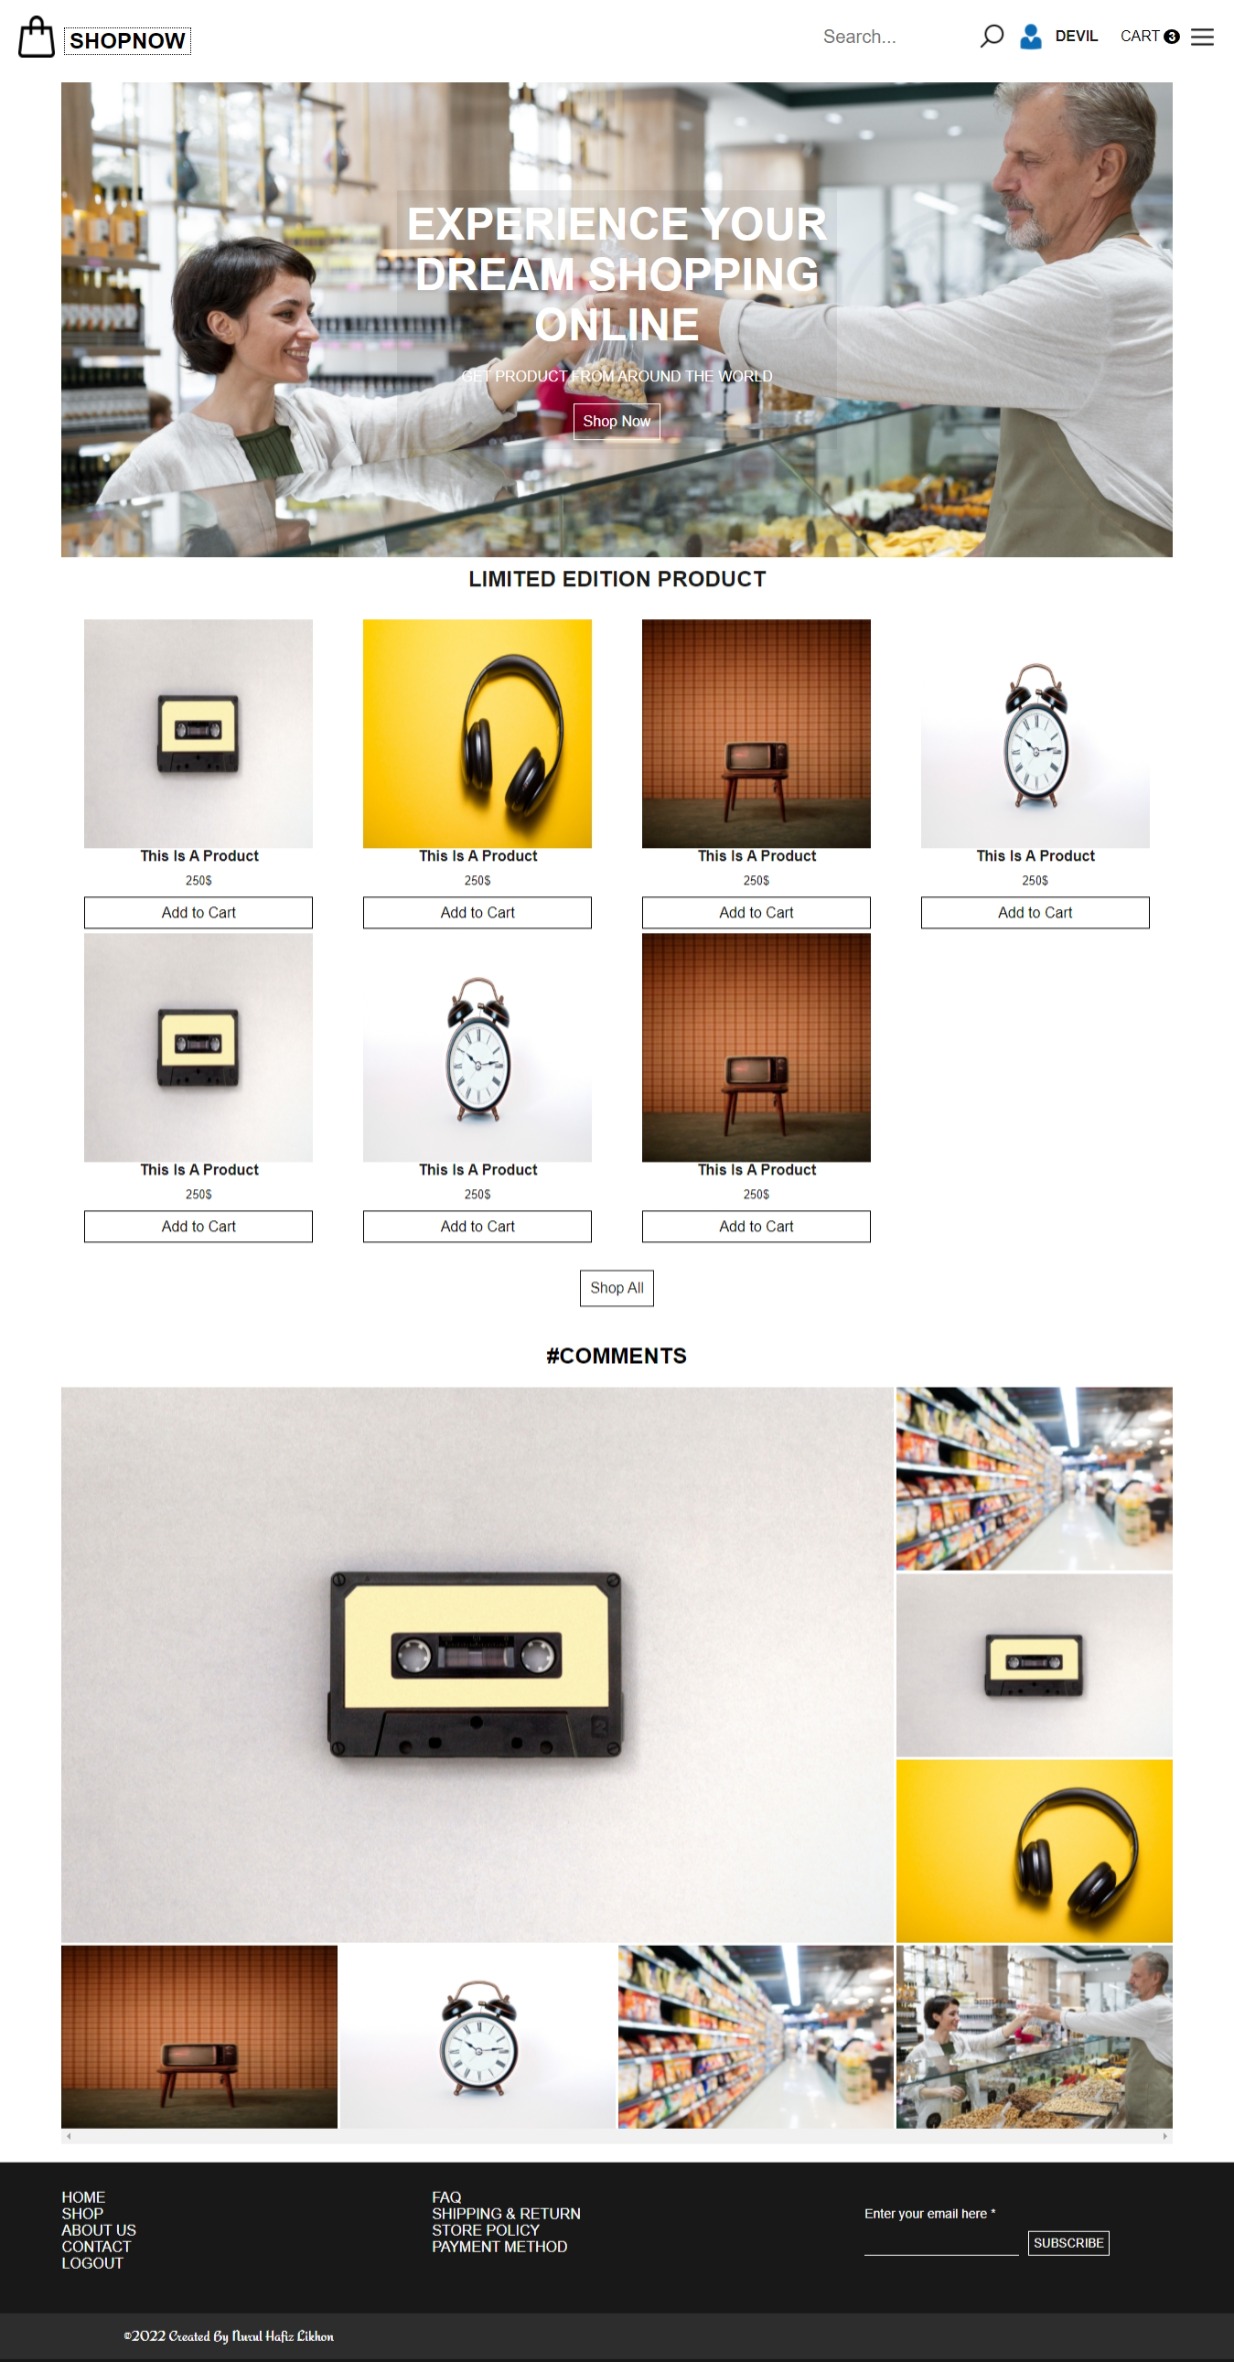 SHOPNOW
Search...
DEVIL
CART 3
EXPERIENCE YOUR
DREAM SHOPPING
ONLINE
GET PRODUCT FROM AROUND THE WORLD
Shop Now
LIMITED EDITION PRODUCT
This Is A Product
250$
Add to Cart
This Is A Product
250$
Add to Cart
This Is A Product
250$
Add to Cart
This Is A Product
250$
Add to Cart
This Is A Product
250$
Add to Cart
This Is A Product
250$
Add to Cart
This Is A Product
250$
Add to Cart
Shop All
#COMMENTS
2
HOME
SHOP
ABOUT US
CONTACT
LOGOUT
FAQ
SHIPPING & RETURN
STORE POLICY
PAYMENT METHOD
Enter your email here *
SUBSCRIBE
©2022 Created By Nurul Hafiz Likhon